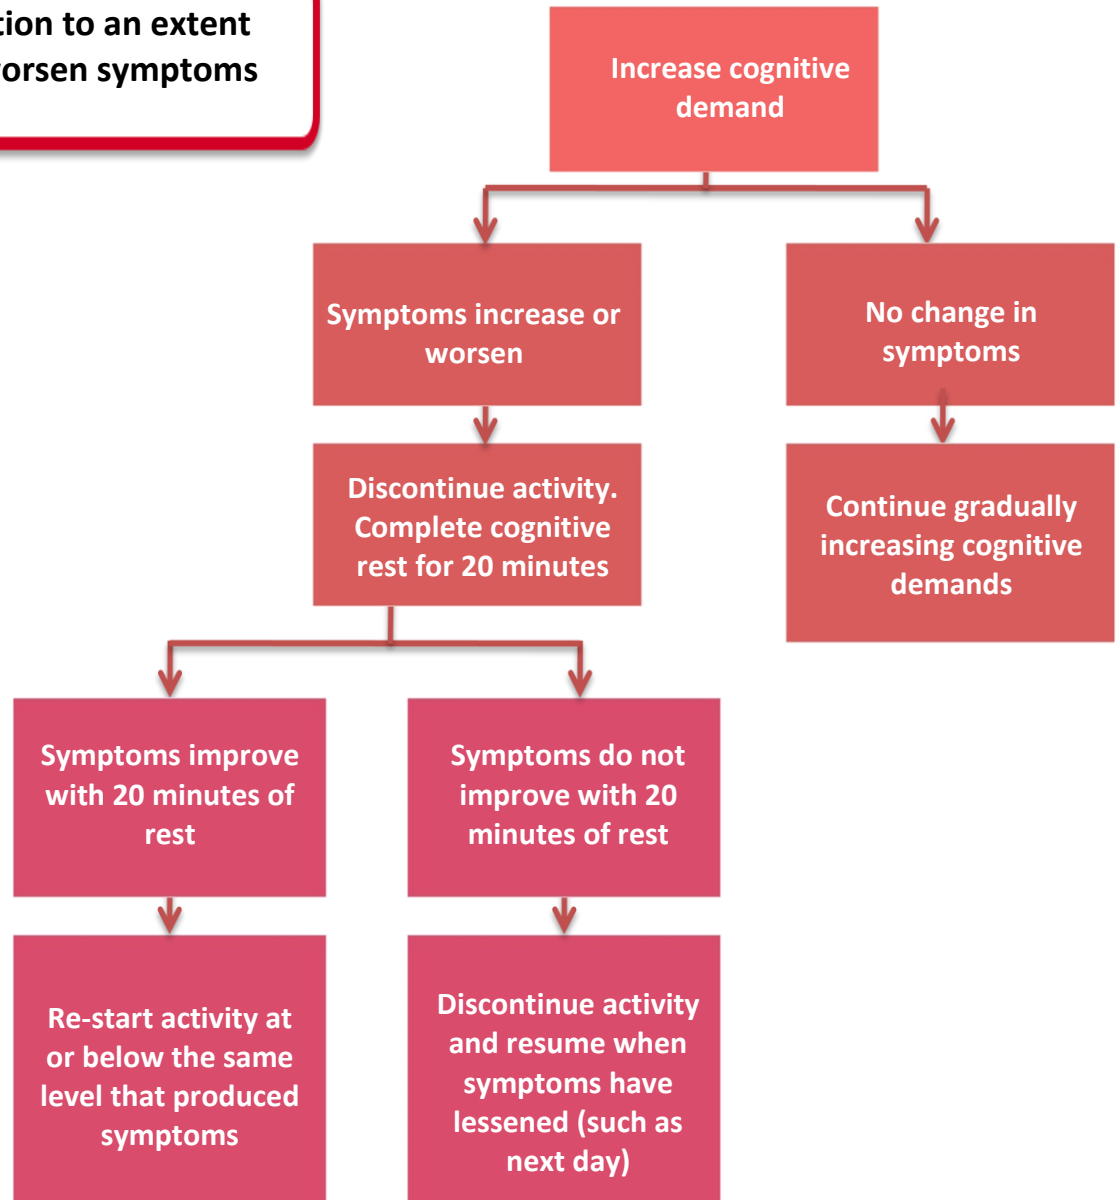 tion to an extent
orsen symptoms
Increase cognitive
demand
Symptoms increase or
worsen
No change in
symptoms
Discontinue activity.
Complete cognitive
rest for 20 minutes
Continue gradually
increasing cognitive
demands
Symptoms improve
with 20 minutes of
rest
Symptoms do not
improve with 20
minutes of rest
Re-start activity at
or below the same
level that produced
symptoms
Discontinue activity
and resume when
symptoms have
lessened (such as
next day)